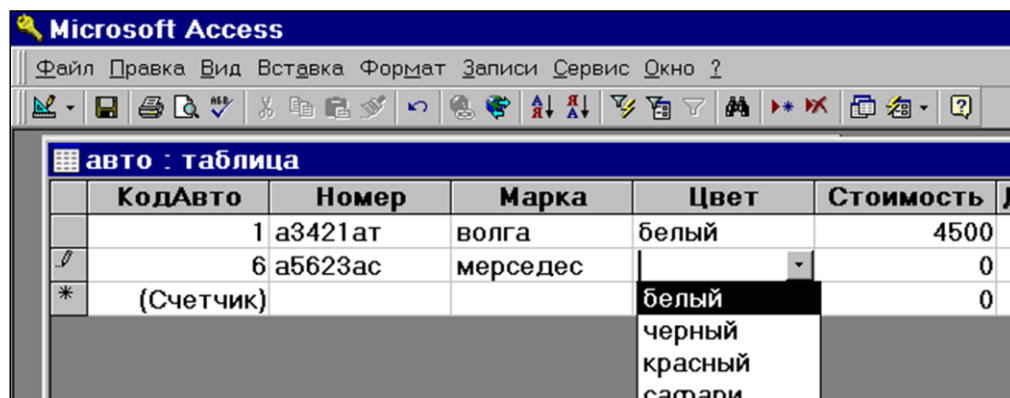 Microsoft Access
Файл Правка Вид Вставка Формат Записи Сервис Окно ?
авто : таблица
КодАвто Номер Марка Цвет Стоимость
1 а3421ат волга белый 4500
6 а5623ас мерседес 0
(Счетчик) белый 0
черный
красный
сафари